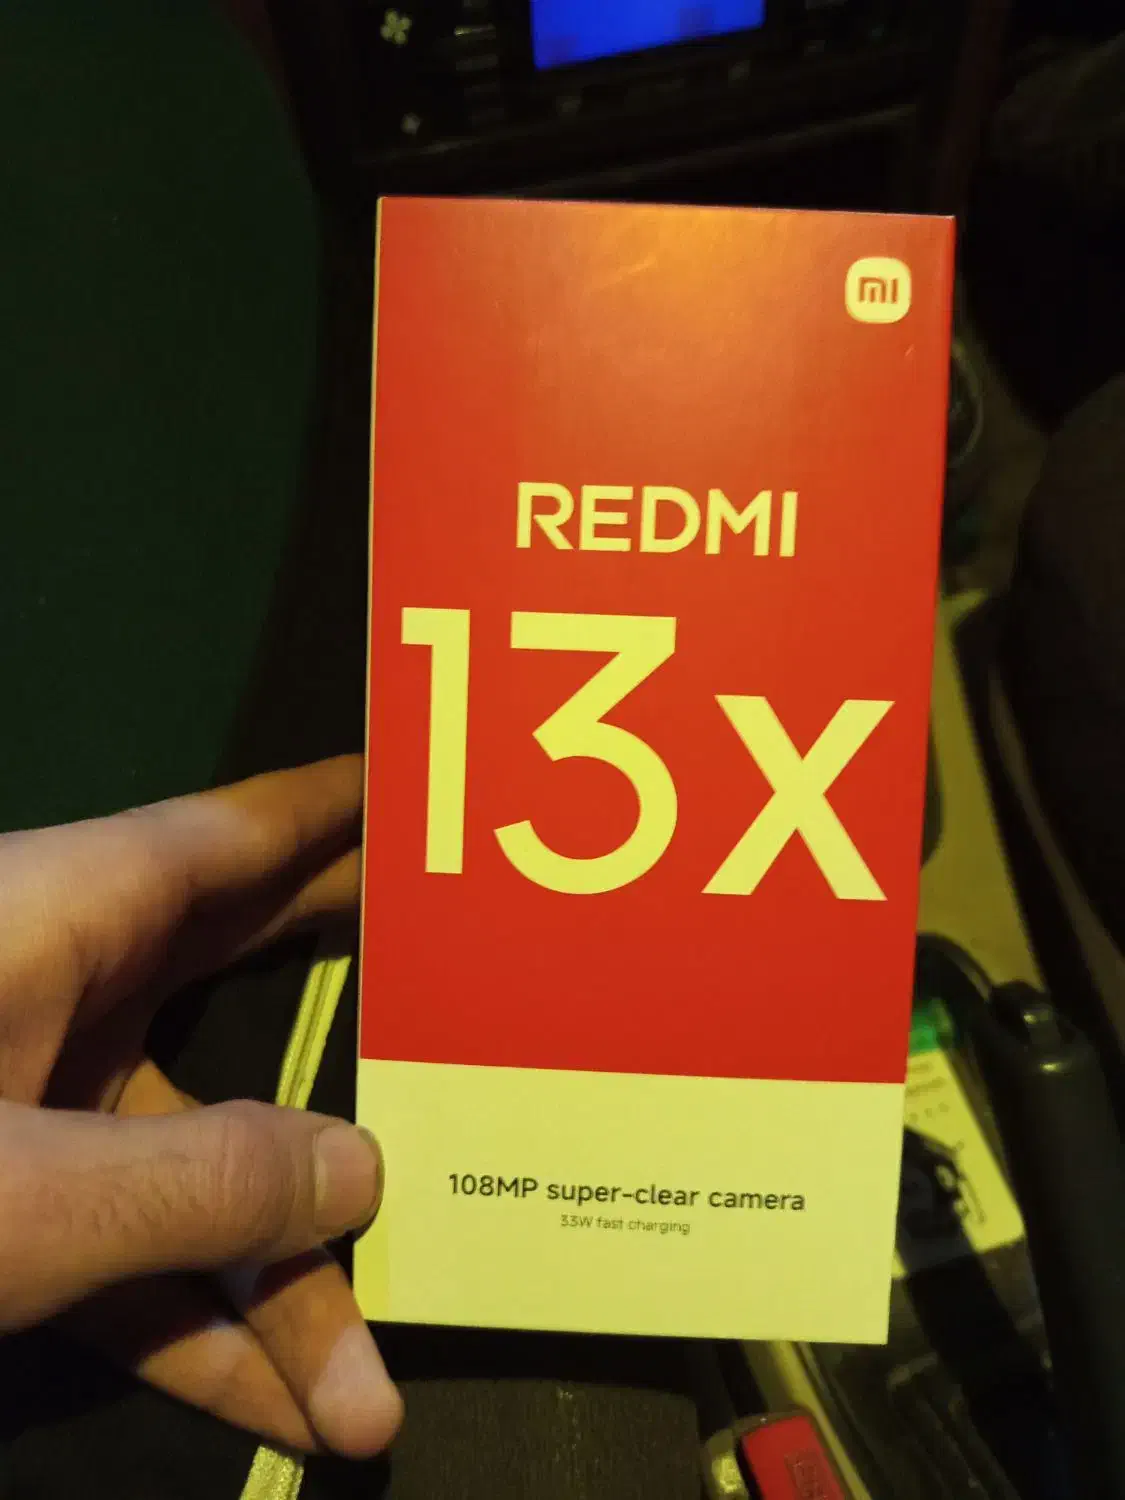 mi
REDMI
13x
108MP super-clear camera
33W fast charging